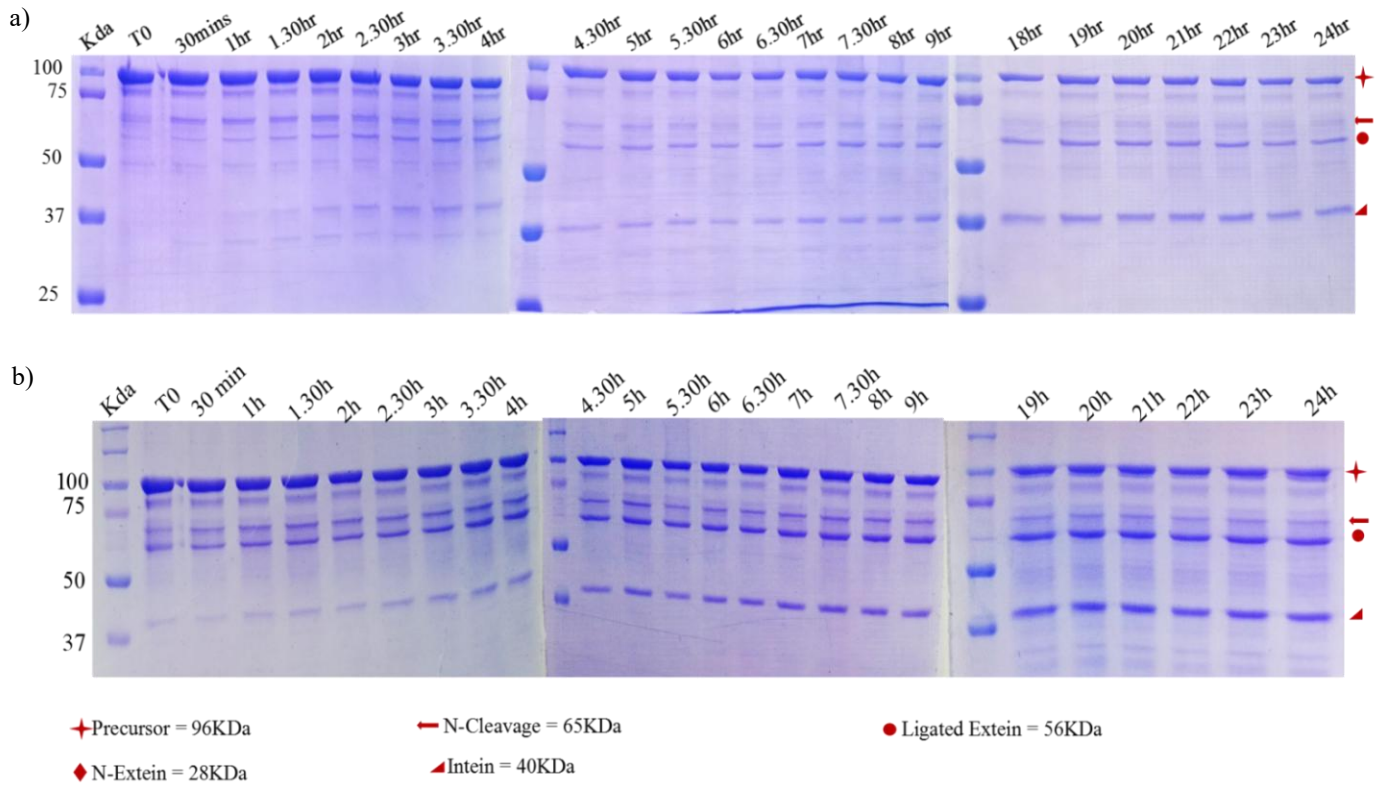 a)
Kda T0 30mins 1hr 1.30hr 2hr 2.30hr 3hr 3.30hr 4hr 4.30hr 5hr 5.30hr 6hr 6.30hr 7hr 7.30hr 8hr 9hr 18hr 19hr 20hr 21hr 22hr 23hr 24hr
100
75
50
37
25
b)
Kda T0 30 min 1h 1.30h 2h 2.30h 3h 3.30h 4h 4.30h 5h 5.30h 6h 6.30h 7h 7.30h 8h 9h 19h 20h 21h 22h 23h 24h
100
75
50
37
Precursor = 96KDa N-Cleavage = 65KDa Ligated Extein = 56KDa
N-Extein = 28KDa Intein = 40KDa